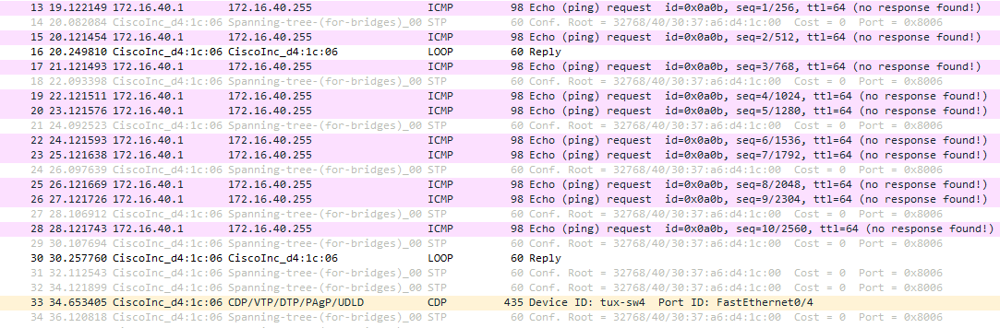 13 19.122149 172.16.40.1 172.16.40.255 ICMP 98 Echo (ping) request id=0x0a0b, seq=1/256, ttl=64 (no response found!)
14 20.082084 CiscoInc_d4:1c:06 Spanning-tree-(for-bridges)_00 STP 60 Conf. Root = 32768/40/30:37:a6:d4:1c:00 Cost = 0 Port = 0x8006
15 20.121454 172.16.40.1 172.16.40.255 ICMP 98 Echo (ping) request id=0x0a0b, seq=2/512, ttl=64 (no response found!)
16 20.249810 CiscoInc_d4:1c:06 CiscoInc_d4:1c:06 LOOP 60 Reply
17 21.121493 172.16.40.1 172.16.40.255 ICMP 98 Echo (ping) request id=0x0a0b, seq=3/768, ttl=64 (no response found!)
18 22.093398 CiscoInc_d4:1c:06 Spanning-tree-(for-bridges)_00 STP 60 Conf. Root = 32768/40/30:37:a6:d4:1c:00 Cost = 0 Port = 0x8006
19 22.121511 172.16.40.1 172.16.40.255 ICMP 98 Echo (ping) request id=0x0a0b, seq=4/1024, ttl=64 (no response found!)
20 23.121576 172.16.40.1 172.16.40.255 ICMP 98 Echo (ping) request id=0x0a0b, seq=5/1280, ttl=64 (no response found!)
21 24.092523 CiscoInc_d4:1c:06 Spanning-tree-(for-bridges)_00 STP 60 Conf. Root = 32768/40/30:37:a6:d4:1c:00 Cost = 0 Port = 0x8006
22 24.121593 172.16.40.1 172.16.40.255 ICMP 98 Echo (ping) request id=0x0a0b, seq=6/1536, ttl=64 (no response found!)
23 25.121638 172.16.40.1 172.16.40.255 ICMP 98 Echo (ping) request id=0x0a0b, seq=7/1792, ttl=64 (no response found!)
24 26.097639 CiscoInc_d4:1c:06 Spanning-tree-(for-bridges)_00 STP 60 Conf. Root = 32768/40/30:37:a6:d4:1c:00 Cost = 0 Port = 0x8006
25 26.121669 172.16.40.1 172.16.40.255 ICMP 98 Echo (ping) request id=0x0a0b, seq=8/2048, ttl=64 (no response found!)
26 27.121726 172.16.40.1 172.16.40.255 ICMP 98 Echo (ping) request id=0x0a0b, seq=9/2304, ttl=64 (no response found!)
27 28.106912 CiscoInc_d4:1c:06 Spanning-tree-(for-bridges)_00 STP 60 Conf. Root = 32768/40/30:37:a6:d4:1c:00 Cost = 0 Port = 0x8006
28 28.121743 172.16.40.1 172.16.40.255 ICMP 98 Echo (ping) request id=0x0a0b, seq=10/2560, ttl=64 (no response found!)
29 30.107694 CiscoInc_d4:1c:06 Spanning-tree-(for-bridges)_00 STP 60 Conf. Root = 32768/40/30:37:a6:d4:1c:00 Cost = 0 Port = 0x8006
30 30.257760 CiscoInc_d4:1c:06 CiscoInc_d4:1c:06 LOOP 60 Reply
31 32.112543 CiscoInc_d4:1c:06 Spanning-tree-(for-bridges)_00 STP 60 Conf. Root = 32768/40/30:37:a6:d4:1c:00 Cost = 0 Port = 0x8006
32 34.121899 CiscoInc_d4:1c:06 Spanning-tree-(for-bridges)_00 STP 60 Conf. Root = 32768/40/30:37:a6:d4:1c:00 Cost = 0 Port = 0x8006
33 34.653405 CiscoInc_d4:1c:06 CDP/VTP/DTP/PAgP/UDLD CDP 435 Device ID: tux-sw4 Port ID: FastEthernet0/4
34 36.120818 CiscoInc_d4:1c:06 Spanning-tree-(for-bridges)_00 STP 60 Conf. Root = 32768/40/30:37:a6:d4:1c:00 Cost = 0 Port = 0x8006